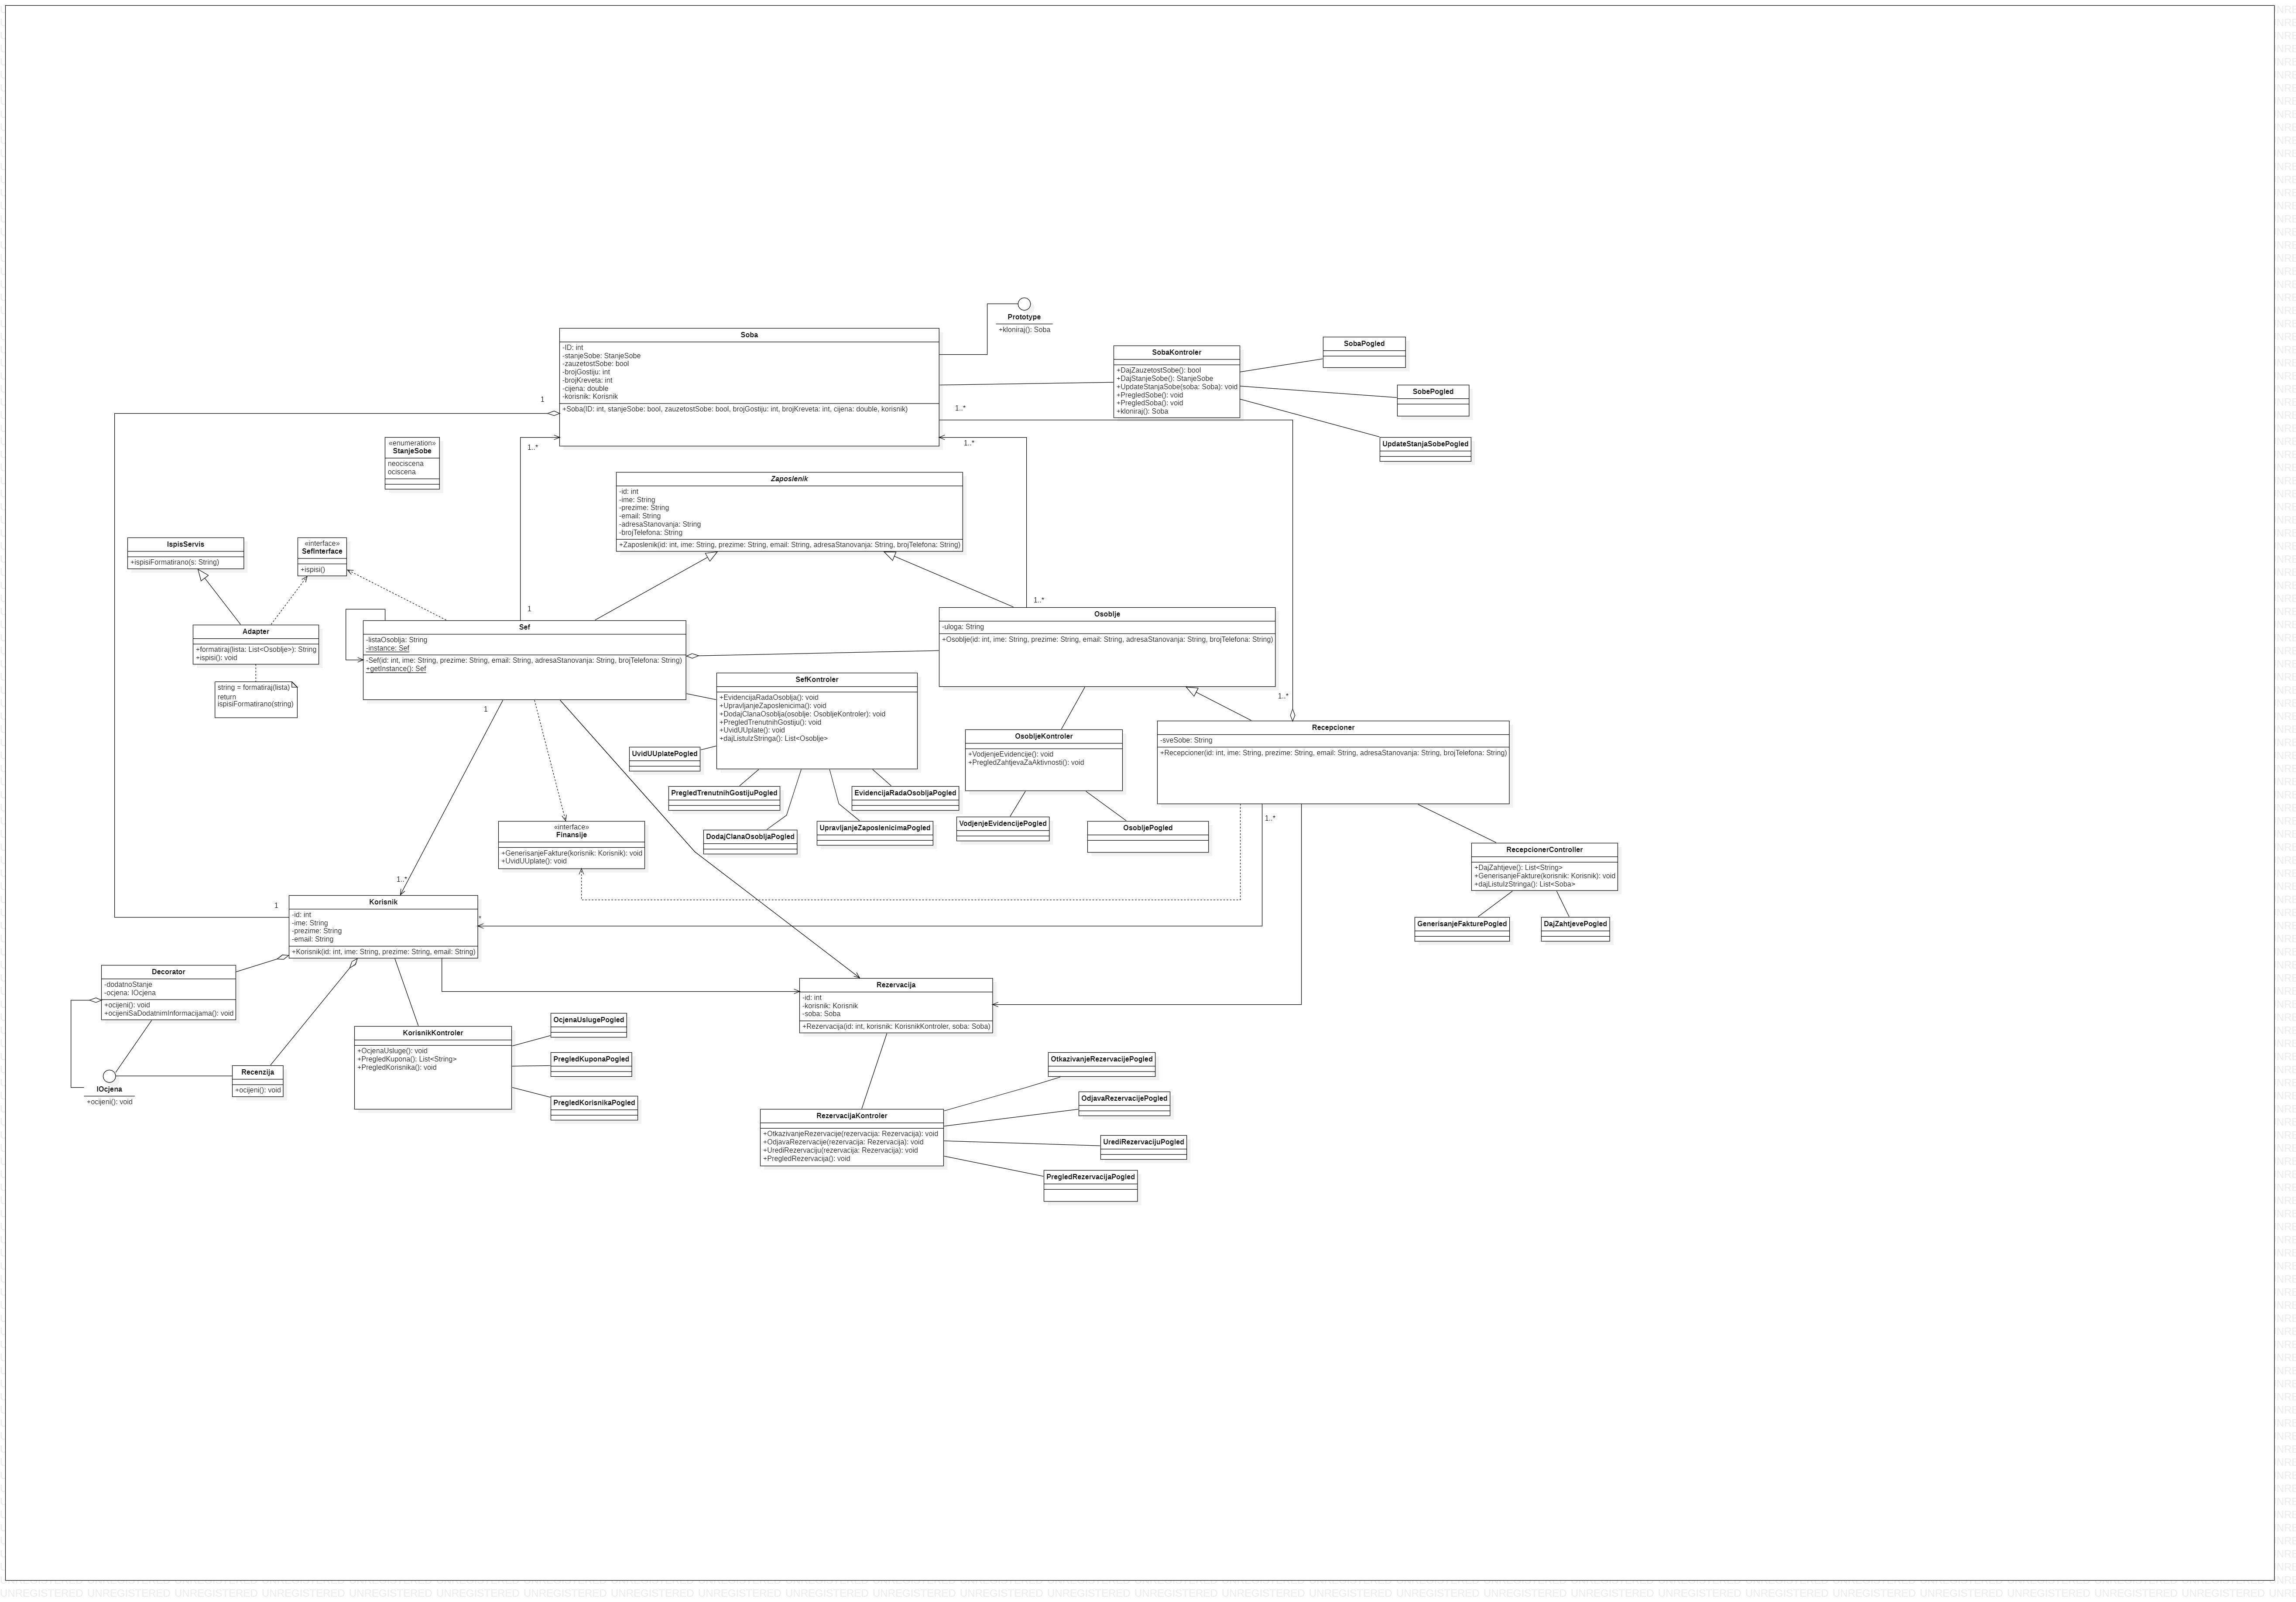 Prototype
+kloniraj(): Soba
Soba
-ID: int
-stanjeSobe: StanjeSobe
-zauzetostSobe: bool
-brojGostiju: int
-brojKreveta: int
-cijena: double
-korisnik: Korisnik
+Soba(ID: int, stanjeSobe: bool, zauzetostSobe: bool, brojGostiju: int, brojKreveta: int, cijena: double, korisnik)
SobaKontroler
+DajZauzetostSobe(): bool
+DajStanjeSobe(): StanjeSobe
+UpdateStanjaSobe(soba: Soba): void
+PregledSobe(): void
+PregledSoba(): void
+kloniraj(): Soba
SobaPogled
SobePogled
UpdateStanjaSobePogled
1
1..*
1..*
1..*
«enumeration»
StanjeSobe
neociscena
ociscena
Zaposlenik
-id: int
-ime: String
-prezime: String
-email: String
-adresaStanovanja: String
-brojTelefona: String
+Zaposlenik(id: int, ime: String, prezime: String, email: String, adresaStanovanja: String, brojTelefona: String)
IspisServis
+ispisiFormatirano(s: String)
«interface»
SefInterface
+ispisi()
Adapter
+formatiraj(lista: List<Osoblje>): String
+ispisi(): void
string = formatiraj(lista)
return
ispisiFormatirano(string)
1
1..*
Sef
-listaOsoblja: String
-instance: Sef
-Sef(id: int, ime: String, prezime: String, email: String, adresaStanovanja: String, brojTelefona: String)
+getInstance(): Sef
1
Osoblje
-uloga: String
+Osoblje(id: int, ime: String, prezime: String, email: String, adresaStanovanja: String, brojTelefona: String)
SefKontroler
+EvidencijaRadaOsoblja(): void
+UpravljanjeZaposlenicima(): void
+DodajClanaOsoblja(osoblje: OsobljeKontroler): void
+PregledTrenutnihGostiju(): void
+UvidUUplate(): void
+dajListuIzStringa(): List<Osoblje>
UvidUUplatePogled
PregledTrenutnihGostijuPogled
EvidencijaRadaOsobljaPogled
DodajClanaOsobljaPogled
UpravljanjeZaposlenicimaPogled
OsobljeKontroler
+VodjenjeEvidencije(): void
+PregledZahtjevaZaAktivnosti(): void
VodjenjeEvidencijePogled
OsobljePogled
1..*
Recepcioner
-sveSobe: String
+Recepcioner(id: int, ime: String, prezime: String, email: String, adresaStanovanja: String, brojTelefona: String)
1..*
RecepcionerController
+DajZahtjeve(): List<String>
+GenerisanjeFakture(korisnik: Korisnik): void
+dajListuIzStringa(): List<Soba>
GenerisanjeFakturePogled
DajZahtjevePogled
«interface»
Finansije
+GenerisanjeFakture(korisnik: Korisnik): void
+UvidUUplate(): void
1..*
1
*
Korisnik
-id: int
-ime: String
-prezime: String
-email: String
+Korisnik(id: int, ime: String, prezime: String, email: String)
Decorator
-dodatnoStanje
-ocjena: IOcjena
+ocijeni(): void
+ocijeniSaDodatnimInformacijama(): void
IOcjena
+ocijeni(): void
Recenzija
+ocijeni(): void
KorisnikKontroler
+OcjenaUsluge(): void
+PregledKupona(): List<String>
+PregledKorisnika(): void
OcjenaUslugePogled
PregledKuponaPogled
PregledKorisnikaPogled
Rezervacija
-id: int
-korisnik: Korisnik
-soba: Soba
+Rezervacija(id: int, korisnik: KorisnikKontroler, soba: Soba)
RezervacijaKontroler
+OtkazivanjeRezervacije(rezervacija: Rezervacija): void
+OdjavaRezervacije(rezervacija: Rezervacija): void
+UrediRezervaciju(rezervacija: Rezervacija): void
+PregledRezervacija(): void
OtkazivanjeRezervacijePogled
OdjavaRezervacijePogled
UrediRezervacijuPogled
PregledRezervacijaPogled
UNREGISTERED UNREGISTERED UNREGISTERED UNREGISTERED UNREGISTERED UNREGISTERED UNREGISTERED UNREGISTERED UNREGISTERED UNREGISTERED UNREGISTERED UNREGISTERED UNREGISTERED UNREGISTERED UNREGISTERED UNREGISTERED UNREGISTERED UNREGISTERED UNREGISTERED UNREGISTERED UNREGISTERED UNREGISTERED UNREGISTERED UNREGISTERED UNREGISTERED UNREGISTERED